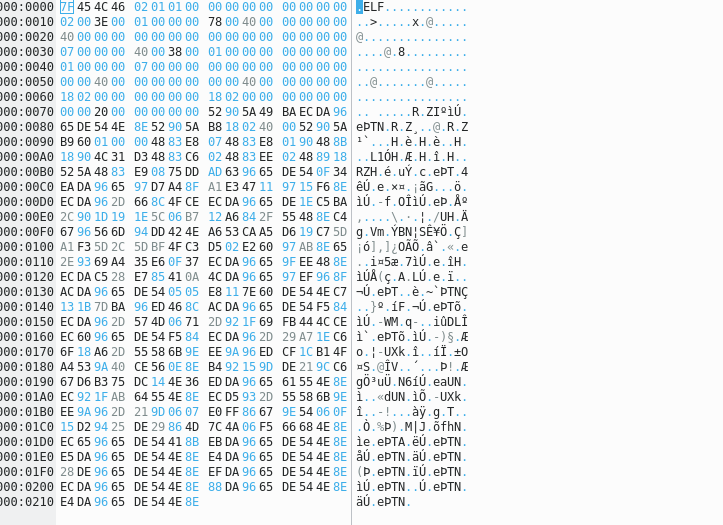 000:0000 7F 45 4C 46 02 01 01 00 00 00 00 00 00 00 00 00 .ELF............
000:0010 02 00 3E 00 01 00 00 00 78 00 40 00 00 00 00 00 ..>.....x.@.....
000:0020 40 00 00 00 00 00 00 00 00 00 00 00 00 00 00 00 @...............
000:0030 07 00 00 00 40 00 38 00 01 00 00 00 00 00 00 00 ....@.8.........
000:0040 01 00 00 00 07 00 00 00 00 00 00 00 00 00 00 00 ................
000:0050 00 00 40 00 00 00 00 00 00 00 40 00 00 00 00 00 ..@.......@.....
000:0060 18 02 00 00 00 00 00 00 18 02 00 00 00 00 00 00 ................
000:0070 00 00 20 00 00 00 00 00 52 90 5A 49 BA EC DA 96 .. .....R.ZIºìÚ.
000:0080 65 DE 54 4E 8E 52 90 5A B8 18 02 40 00 52 90 5A eÞTN.R.Z¸..@.R.Z
000:0090 B9 60 01 00 00 48 83 E8 07 48 83 E8 01 90 48 8B ¹`...H.è.H.è..H.
000:00A0 18 90 4C 31 D3 48 83 C6 02 48 83 EE 02 48 89 18 ..L1ÓH.Æ.H.î.H..
000:00B0 52 5A 48 83 E9 08 75 DD AD 63 96 65 DE 54 0F 34 RZH.é.uÝ.c.eÞT.4
000:00C0 EA DA 96 65 97 D7 A4 8F A1 E3 47 11 97 15 F6 8E êÚ.e.×¤.¡ãG...ö.
000:00D0 EC DA 96 2D 66 8C 4F CE EC DA 96 65 DE 1E C5 BA ìÚ.-f.OÎìÚ.eÞ.Åº
000:00E0 2C 90 1D 19 1E 5C 06 B7 12 A6 84 2F 55 48 8E C4 ,....\.·.¦./UH.Ä
000:00F0 67 96 56 6D 94 DD 42 4E A6 53 CA A5 D6 19 C7 5D g.Vm.ÝBN¦SÊ¥Ö.Ç]
000:0100 A1 F3 5D 2C 5D BF 4F C3 D5 02 E2 60 97 AB 8E 65 ¡ó],]¿OÃÕ.â`.«.e
000:0110 2E 93 69 A4 35 E6 0F 37 EC DA 96 65 9F EE 48 8E ..i¤5æ.7ìÚ.e.îH.
000:0120 EC DA C5 28 E7 85 41 0A 4C DA 96 65 97 EF 96 8F ìÚÅ(ç.A.LÚ.e.ï..
000:0130 AC DA 96 65 DE 54 05 05 E8 11 7E 60 DE 54 4E C7 ¬Ú.eÞT..è.~`ÞTNÇ
000:0140 13 1B 7D BA 96 ED 46 8C AC DA 96 65 DE 54 F5 84 ..}º.íF.¬Ú.eÞTõ.
000:0150 EC DA 96 2D 57 4D 06 71 2D 92 1F 69 FB 44 4C CE ìÚ.-WM.q-..iûDLÎ
000:0160 EC 60 96 65 DE 54 F5 84 EC DA 96 2D 29 A7 1E C6 ì`.eÞTõ.ìÚ.-)§.Æ
000:0170 6F 18 A6 2D 55 58 6B 9E EE 9A 96 ED CF 1C B1 4F o.¦-UXk.î..íÏ.±O
000:0180 A4 53 9A 40 CE 56 0E 8E B4 92 15 9D DE 21 9C C6 ¤S.@ÎV..´...Þ!.Æ
000:0190 67 D6 B3 75 DC 14 4E 36 ED DA 96 65 61 55 4E 8E gÖ³uÜ.N6íÚ.eaUN.
000:01A0 EC 92 1F AB 64 55 4E 8E EC D5 93 2D 55 58 6B 9E ì..«dUN.ìÕ.-UXk.
000:01B0 EE 9A 96 2D 21 9D 06 07 E0 FF 86 67 9E 54 06 0F î..-!...àÿ.g.T..
000:01C0 15 D2 94 25 DE 29 86 4D 7C 4A 06 F5 66 68 4E 8E .Ò.%Þ).M|J.õfhN.
000:01D0 EC 65 96 65 DE 54 41 8B EB DA 96 65 DE 54 4E 8E ìe.eÞTA.ëÚ.eÞTN.
000:01E0 E5 DA 96 65 DE 54 4E 8E E4 DA 96 65 DE 54 4E 8E åÚ.eÞTN.äÚ.eÞTN.
000:01F0 28 DE 96 65 DE 54 4E 8E EF DA 96 65 DE 54 4E 8E (Þ.eÞTN.ïÚ.eÞTN.
000:0200 EC DA 96 65 DE 54 4E 8E 88 DA 96 65 DE 54 4E 8E ìÚ.eÞTN..Ú.eÞTN.
000:0210 E4 DA 96 65 DE 54 4E 8E äÚ.eÞTN.